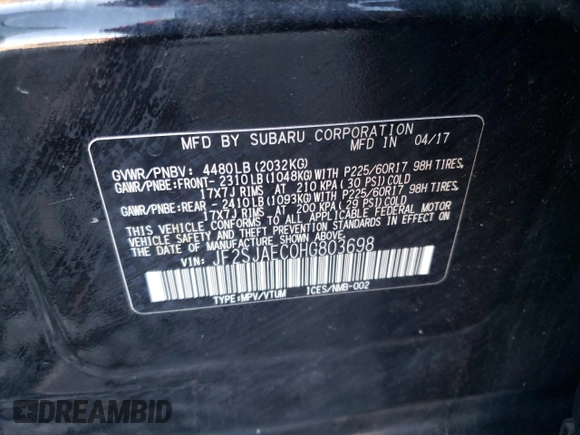 MFD BY SUBARU CORPORATION
MFD IN 04/17
GVWR/PNBV: 4480LB(2032KG)
GAWR/PNBE:FRONT- 2310LB(1048KG)WITH P225/60R17 98H TIRES,
17X7J RIMS AT 210 KPA( 30 PSI)COLD
GAWR/PNBE:REAR - 2410LB(1093KG)WITH P225/60R17 98H TIRES,
17X7J RIMS AT 200 KPA( 29 PSI)COLD
THIS VEHICLE CONFORMS TO ALL APPLICABLE FEDERAL MOTOR
VEHICLE SAFETY AND THEFT PREVENTION STANDARDS IN EFFECT
ON THE DATE OF MANUFACTURE SHOWN ABOVE.
VIN: JF2SJAEC0HG803698
TYPE:MPV/VTUM ICES/NMB-002
DREAMBID